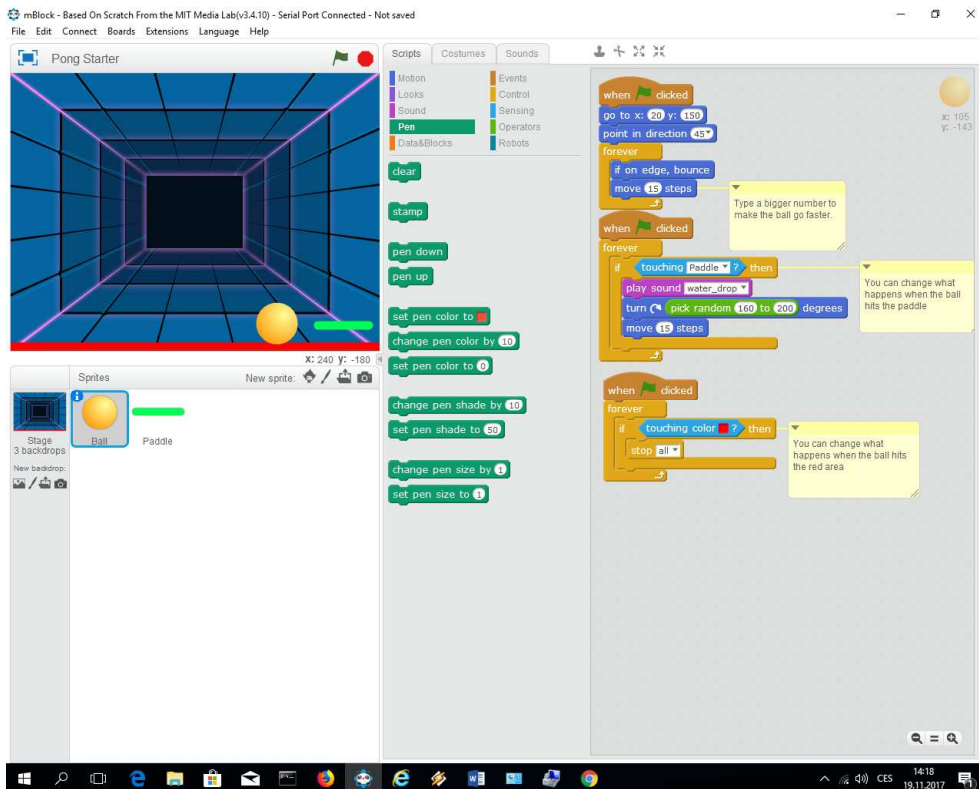 mBlock - Based On Scratch From the MIT Media Lab(v3.4.10) - Serial Port Connected - Not saved
File Edit Connect Boards Extensions Language Help
Pong Starter
X: 240 y: -180
Sprites
New sprite:
Stage
3 backdrops
New backdrop:
Ball
Paddle
Scripts
Costumes
Sounds
Motion
Looks
Sound
Pen
Data&Blocks
Events
Control
Sensing
Operators
Robots
clear
stamp
pen down
pen up
set pen color to
change pen color by 10
set pen color to 0
change pen shade by 10
set pen shade to 50
change pen size by 1
set pen size to 1
when clicked
go to x: 20 y: 150
point in direction 45
forever
if on edge, bounce
move 15 steps
Type a bigger number to
make the ball go faster.
when clicked
forever
if touching Paddle ? then
play sound water_drop
turn pick random 160 to 200 degrees
move 15 steps
You can change what
happens when the ball
hits the paddle
when clicked
forever
if touching color ? then
stop all
You can change what
happens when the ball hits
the red area
x: 105
y: -143
CES
14:18
19.11.2017